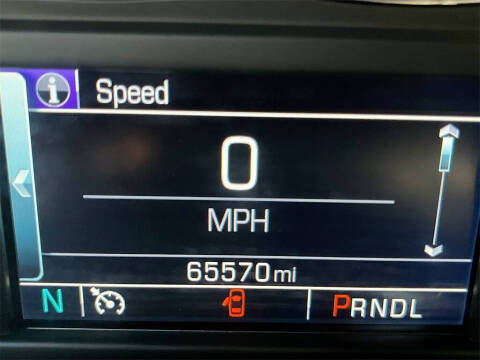 Speed
0
MPH
65570mi
N PRNDL